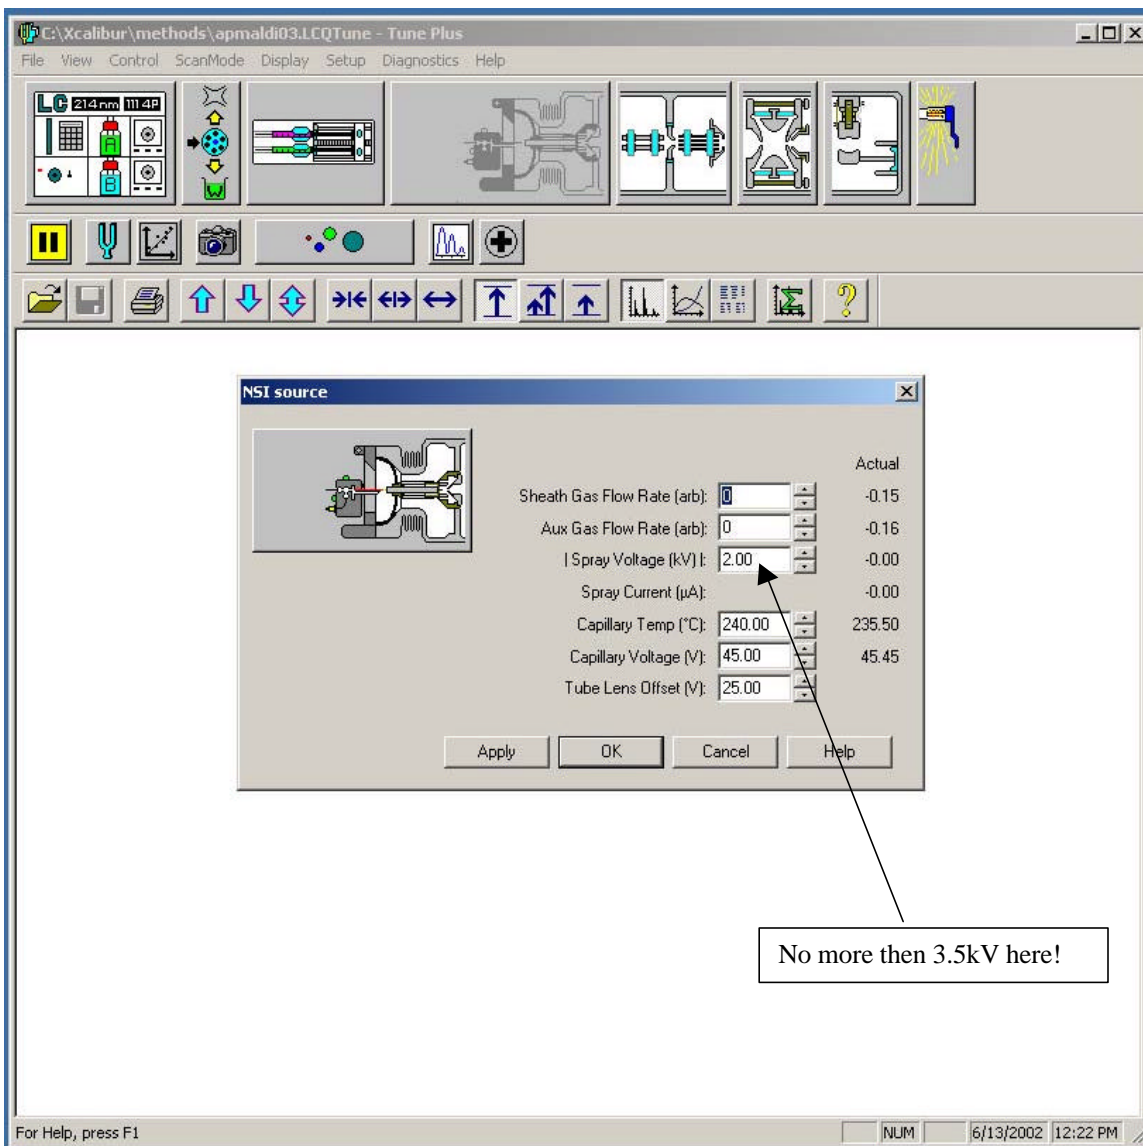 C:\Xcalibur\methods\apmaldi03.LCQTune - Tune Plus
File View Control ScanMode Display Setup Diagnostics Help
LC 214nm 111 4P
A
B
W
NSI source
Actual
Sheath Gas Flow Rate (arb): 0 -0.15
Aux Gas Flow Rate (arb): 0 -0.16
| Spray Voltage (kV) |: 2.00 -0.00
Spray Current (µA): -0.00
Capillary Temp (°C): 240.00 235.50
Capillary Voltage (V): 45.00 45.45
Tube Lens Offset (V): 25.00
Apply OK Cancel Help
No more then 3.5kV here!
For Help, press F1 NUM 6/13/2002 12:22 PM